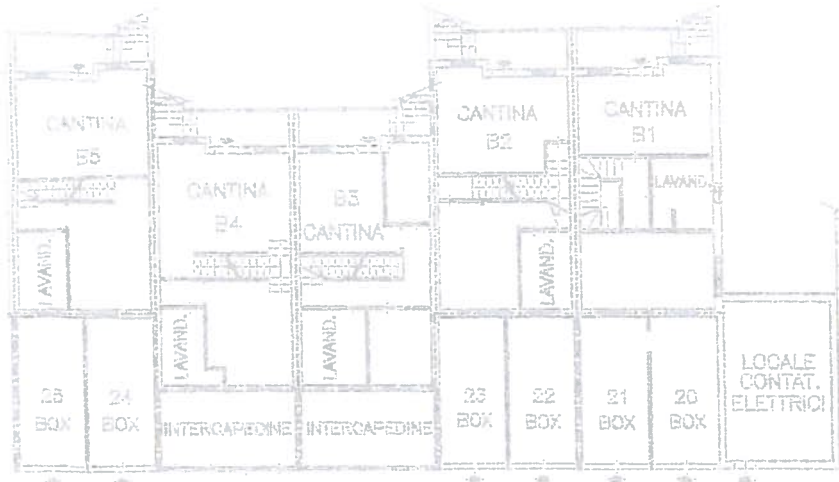 CANTINA
B5
CANTINA
B4
B3
CANTINA
CANTINA
B2
CANTINA
B1
LAVAND.
LAVAND.
LAVAND.
LAVAND.
LAVAND.
BOX
24
BOX
INTERCAPEDINE
INTERCAPEDINE
23
BOX
22
BOX
21
BOX
20
BOX
LOCALE
CONTAT.
ELETTRICI